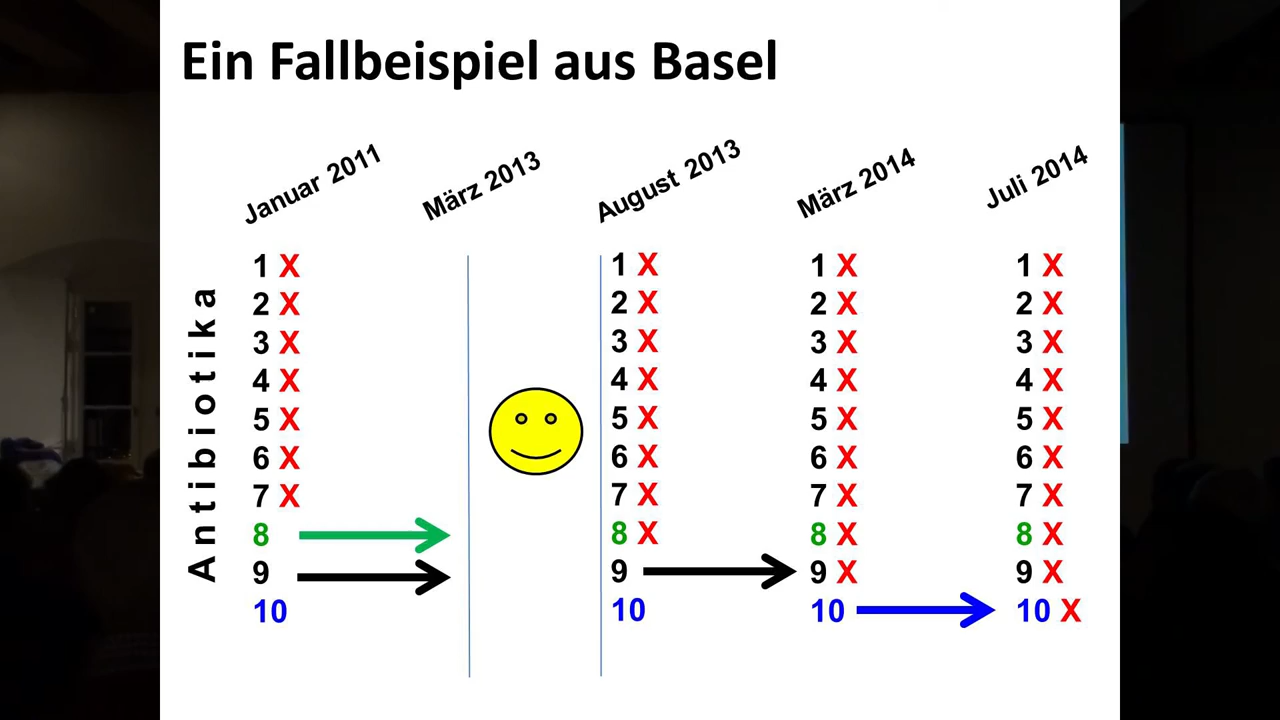 Ein Fallbeispiel aus Basel
Januar 2011
März 2013
August 2013
März 2014
Juli 2014
Antibiotika
1 X
2 X
3 X
4 X
5 X
6 X
7 X
8
9
10
1 X
2 X
3 X
4 X
5 X
6 X
7 X
8 X
9
10
1 X
2 X
3 X
4 X
5 X
6 X
7 X
8 X
9 X
10
1 X
2 X
3 X
4 X
5 X
6 X
7 X
8 X
9 X
10 X